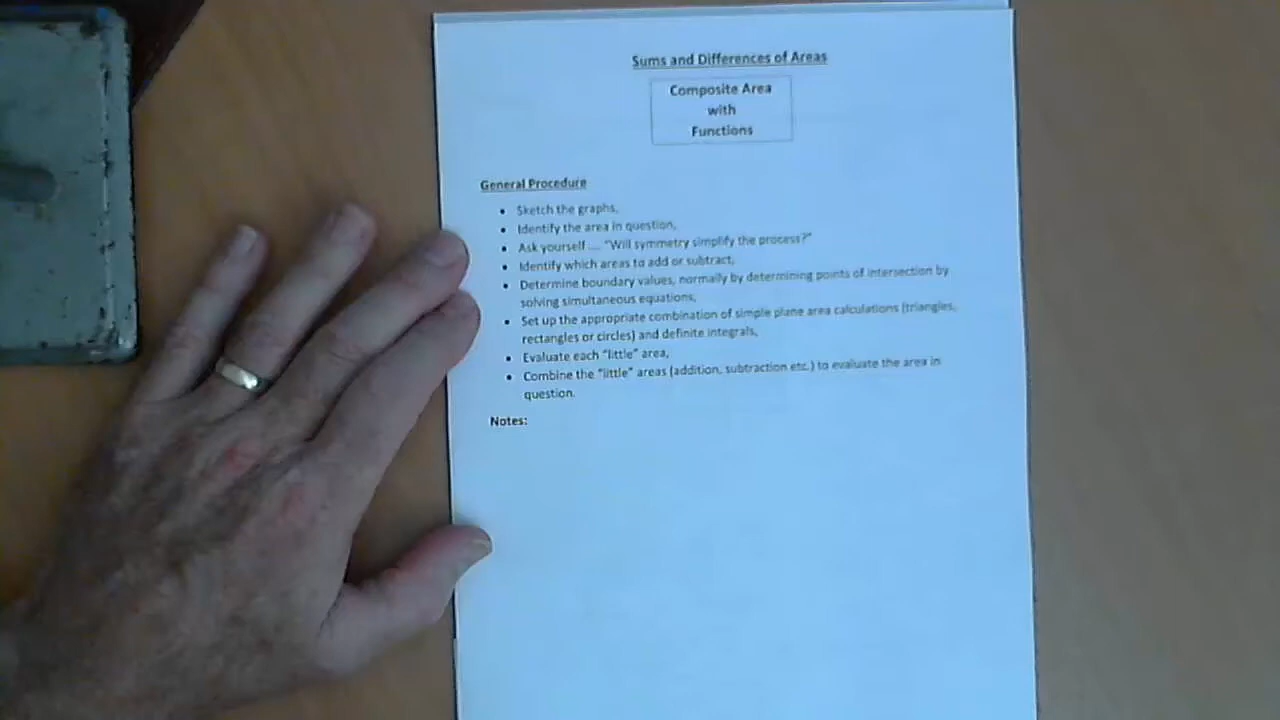 Sums and Differences of Areas
Composite Area
with
Functions
General Procedure
• Sketch the graphs,
• Identify the area in question,
• Ask yourself .... "Will symmetry simplify the process?"
• Identify which areas to add or subtract,
• Determine boundary values, normally by determining points of intersection by
solving simultaneous equations,
• Set up the appropriate combination of simple plane area calculations (triangles,
rectangles or circles) and definite integrals,
• Evaluate each "little" area,
• Combine the "little" areas (addition, subtraction etc.) to evaluate the area in
question.
Notes: